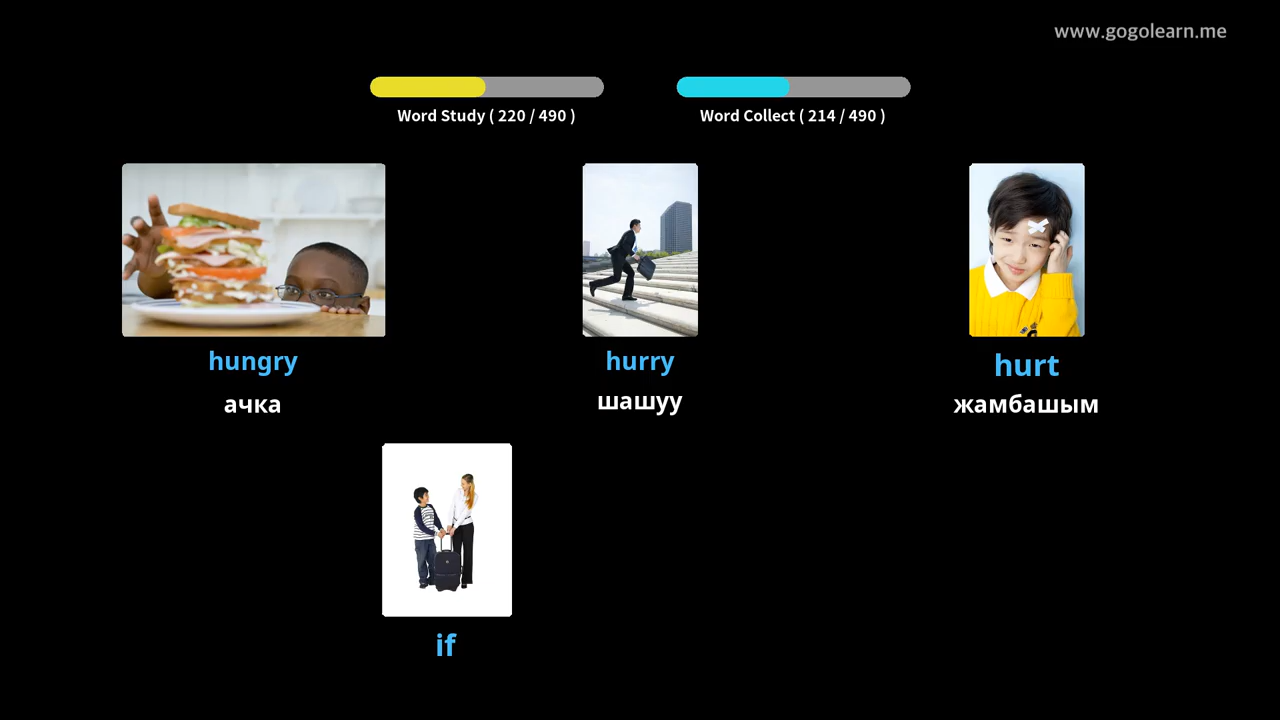 www.gogolearn.me
Word Study ( 220 / 490 )
Word Collect ( 214 / 490 )
hungry
hurry
hurt
ачка
шашуу
жамбашым
if